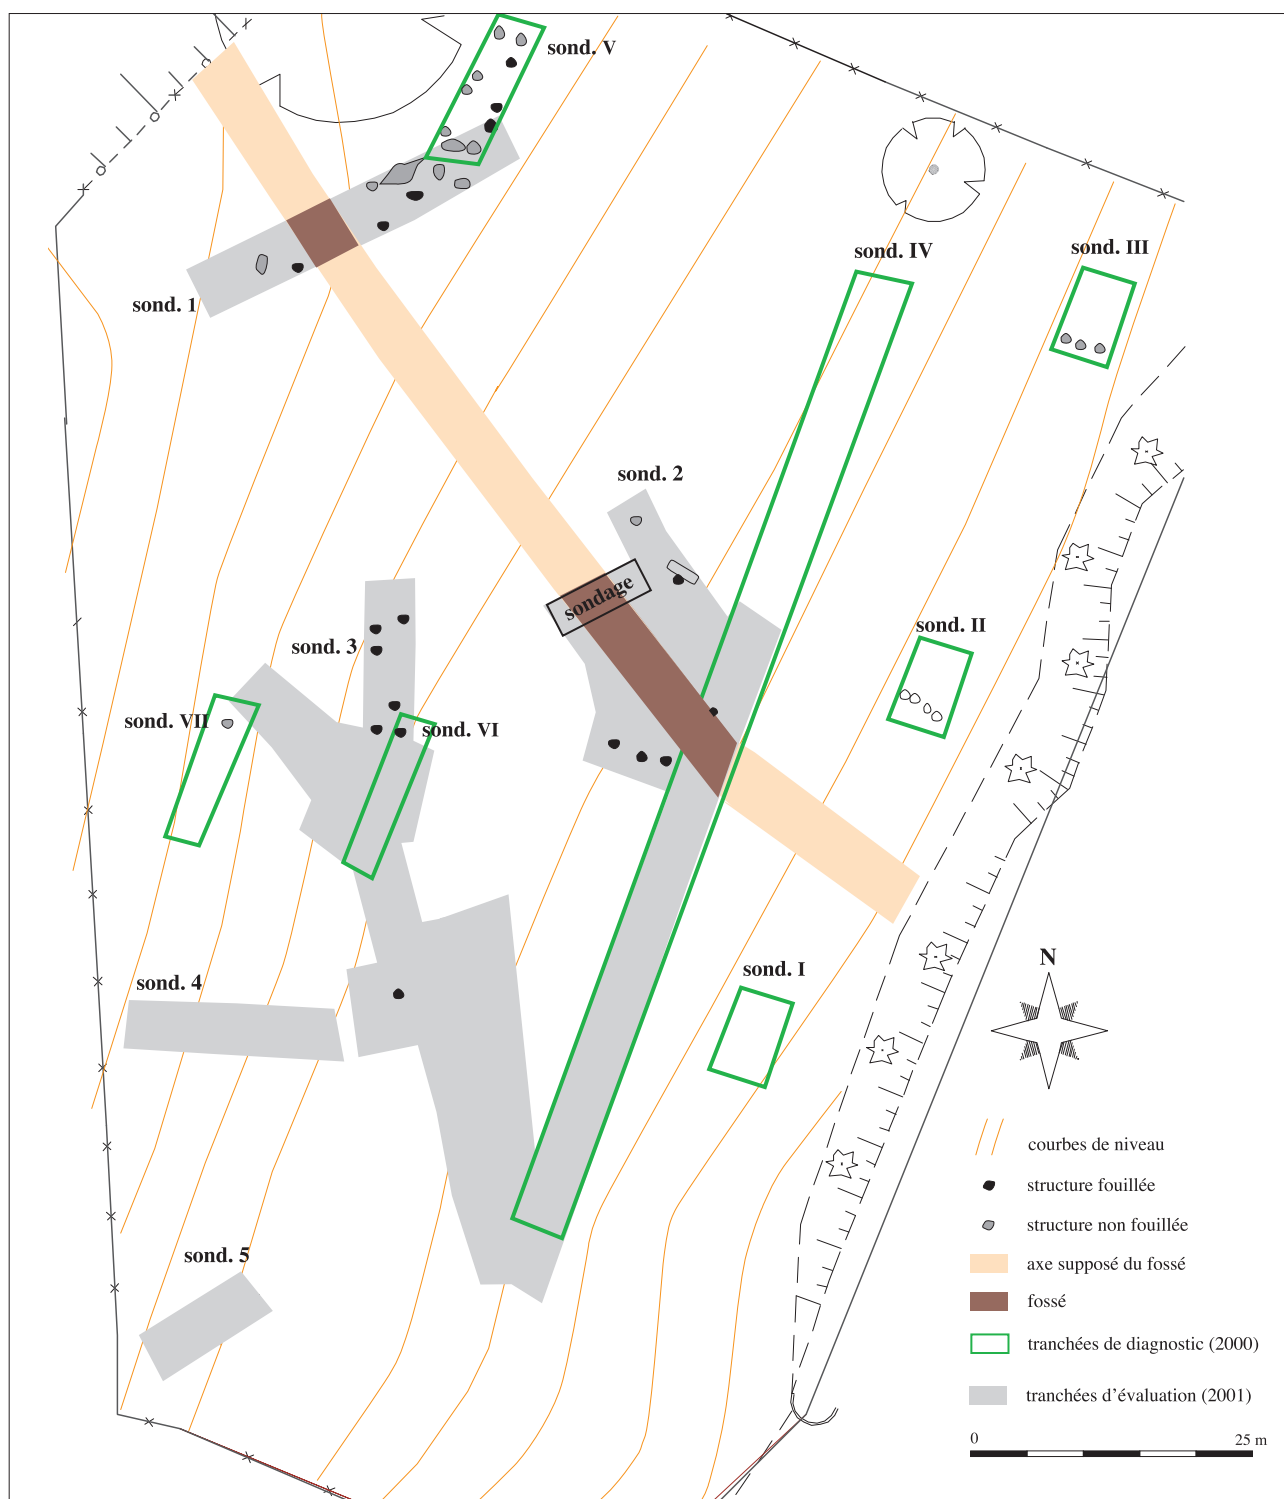 sond. V
sond. IV
sond. III
sond. 1
sond. 2
sondage
sond. II
sond. 3
sond. VII
sond. VI
sond. I
sond. 4
N
sond. 5
courbes de niveau
structure fouillée
structure non fouillée
axe supposé du fossé
fossé
tranchées de diagnostic (2000)
tranchées d’évaluation (2001)
0 25 m